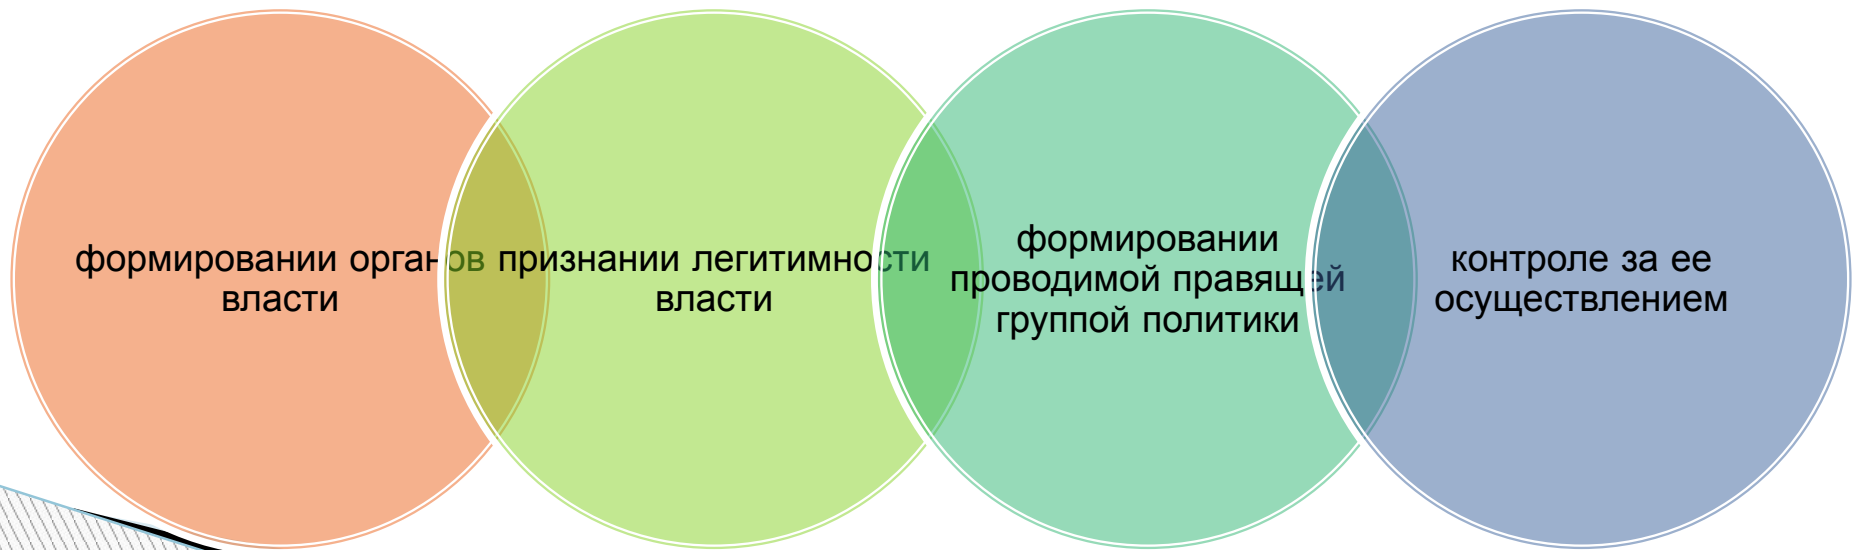 формировании органов
власти
признании легитимности
власти
формировании
проводимой правящей
группой политики
контроле за ее
осуществлением